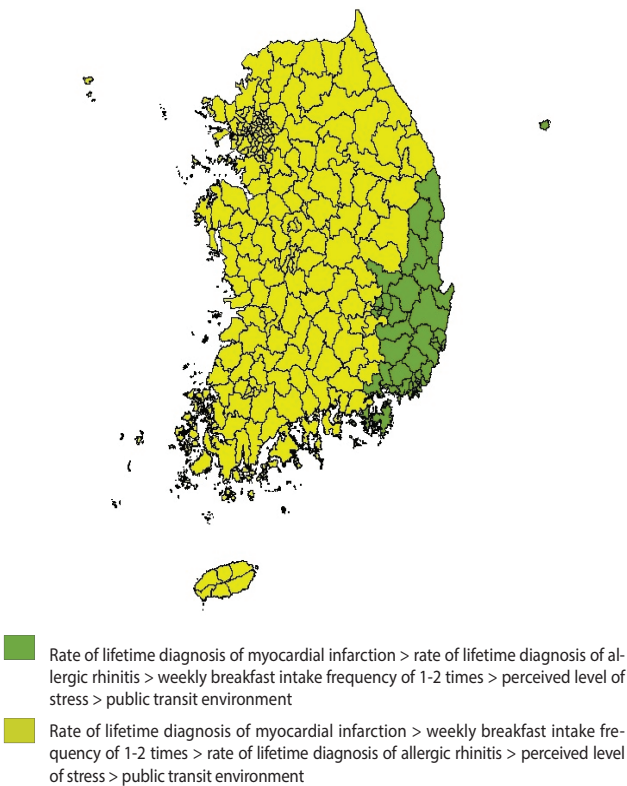 Rate of lifetime diagnosis of myocardial infarction > rate of lifetime diagnosis of al-
lergic rhinitis > weekly breakfast intake frequency of 1-2 times > perceived level of
stress > public transit environment
Rate of lifetime diagnosis of myocardial infarction > weekly breakfast intake fre-
quency of 1-2 times > rate of lifetime diagnosis of allergic rhinitis > perceived level
of stress > public transit environment